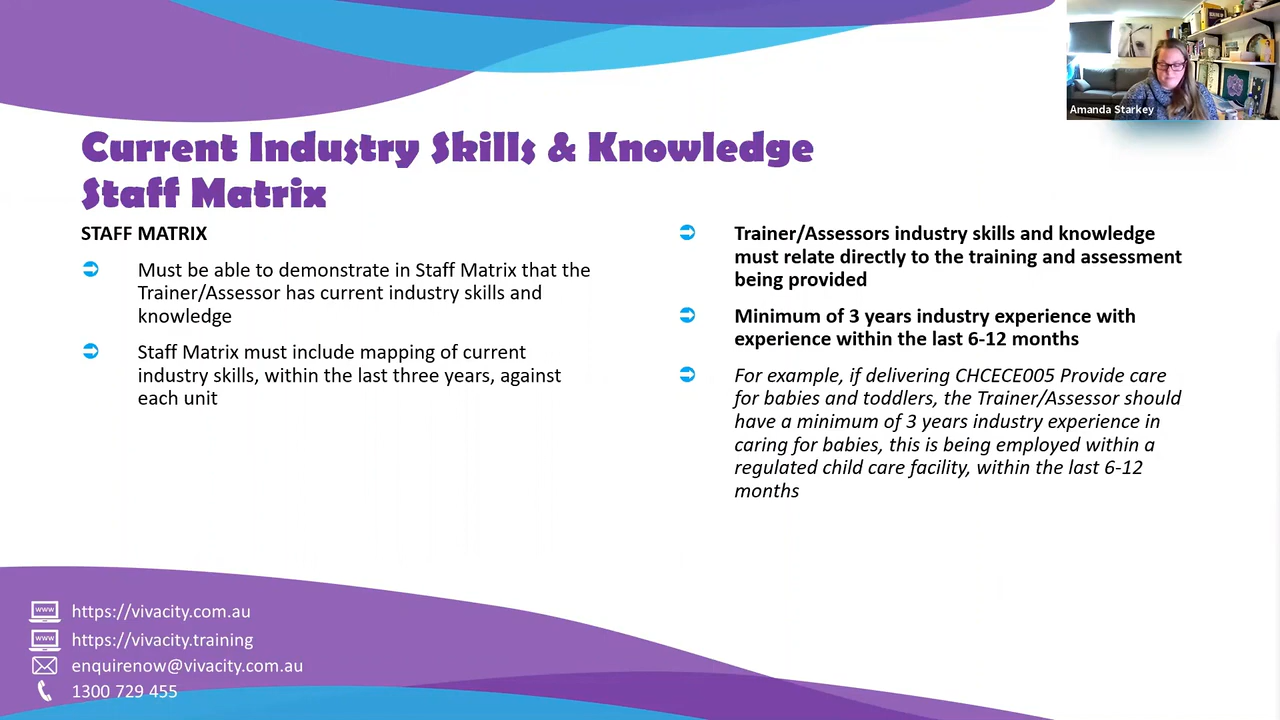 Amanda Starkey
Current Industry Skills & Knowledge
Staff Matrix
STAFF MATRIX
Must be able to demonstrate in Staff Matrix that the
Trainer/Assessor has current industry skills and
knowledge
Staff Matrix must include mapping of current
industry skills, within the last three years, against
each unit
Trainer/Assessors industry skills and knowledge
must relate directly to the training and assessment
being provided
Minimum of 3 years industry experience with
experience within the last 6-12 months
For example, if delivering CHCECE005 Provide care
for babies and toddlers, the Trainer/Assessor should
have a minimum of 3 years industry experience in
caring for babies, this is being employed within a
regulated child care facility, within the last 6-12
months
www https://vivacity.com.au
www https://vivacity.training
enquirenow@vivacity.com.au
1300 729 455